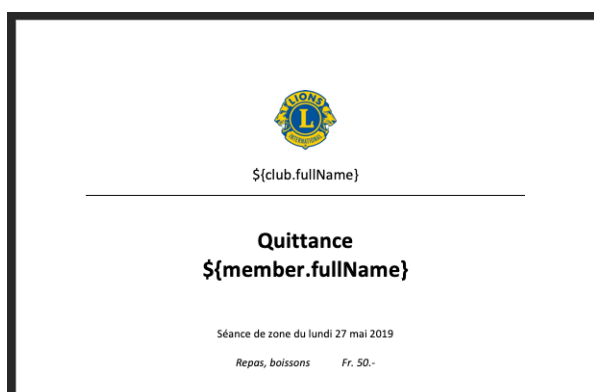 LIONS
L
INTERNATIONAL
${club.fullName}
Quittance
${member.fullName}
Séance de zone du lundi 27 mai 2019
Repas, boissons Fr. 50.-